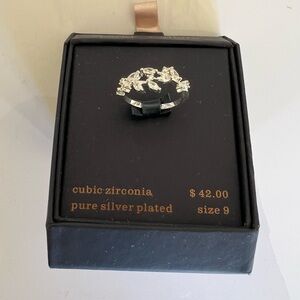 cubic zirconia $ 42.00
pure silver plated size 9